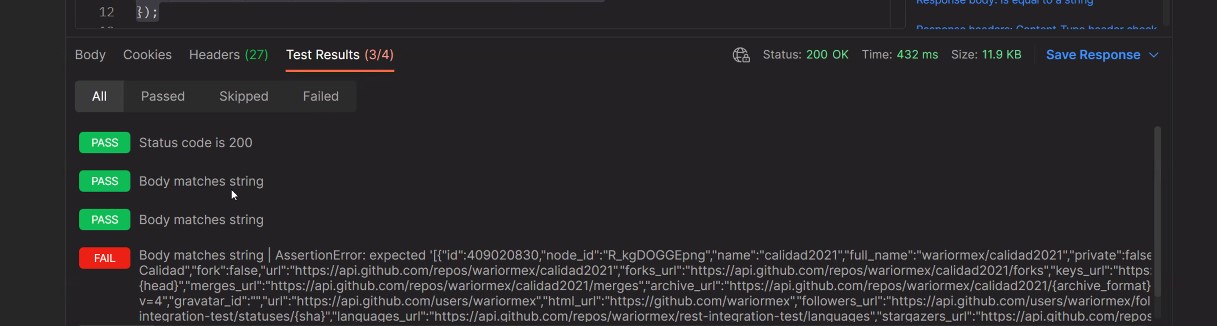 Response body: Is equal to a string
12 });
Response headers: Content-Type header check
Body Cookies Headers (27) Test Results (3/4) Status: 200 OK Time: 432 ms Size: 11.9 KB Save Response
All Passed Skipped Failed
PASS Status code is 200
PASS Body matches string
PASS Body matches string
FAIL Body matches string | AssertionError: expected '[{"id":409020830,"node_id":"R_kgDOGGEpng","name":"calidad2021","full_name":"wariormex/calidad2021","private":false
Calidad","fork":false,"url":"https://api.github.com/repos/wariormex/calidad2021","forks_url":"https://api.github.com/repos/wariormex/calidad2021/forks","keys_url":"https:
{head}","merges_url":"https://api.github.com/repos/wariormex/calidad2021/merges","archive_url":"https://api.github.com/repos/wariormex/calidad2021/{archive_format}
v=4","gravatar_id":"","url":"https://api.github.com/users/wariormex","html_url":"https://github.com/wariormex","followers_url":"https://api.github.com/users/wariormex/fol
integration-test/statuses/{sha}","languages_url":"https://api.github.com/repos/wariormex/rest-integration-test/languages","stargazers_url":"https://api.github.com/repos